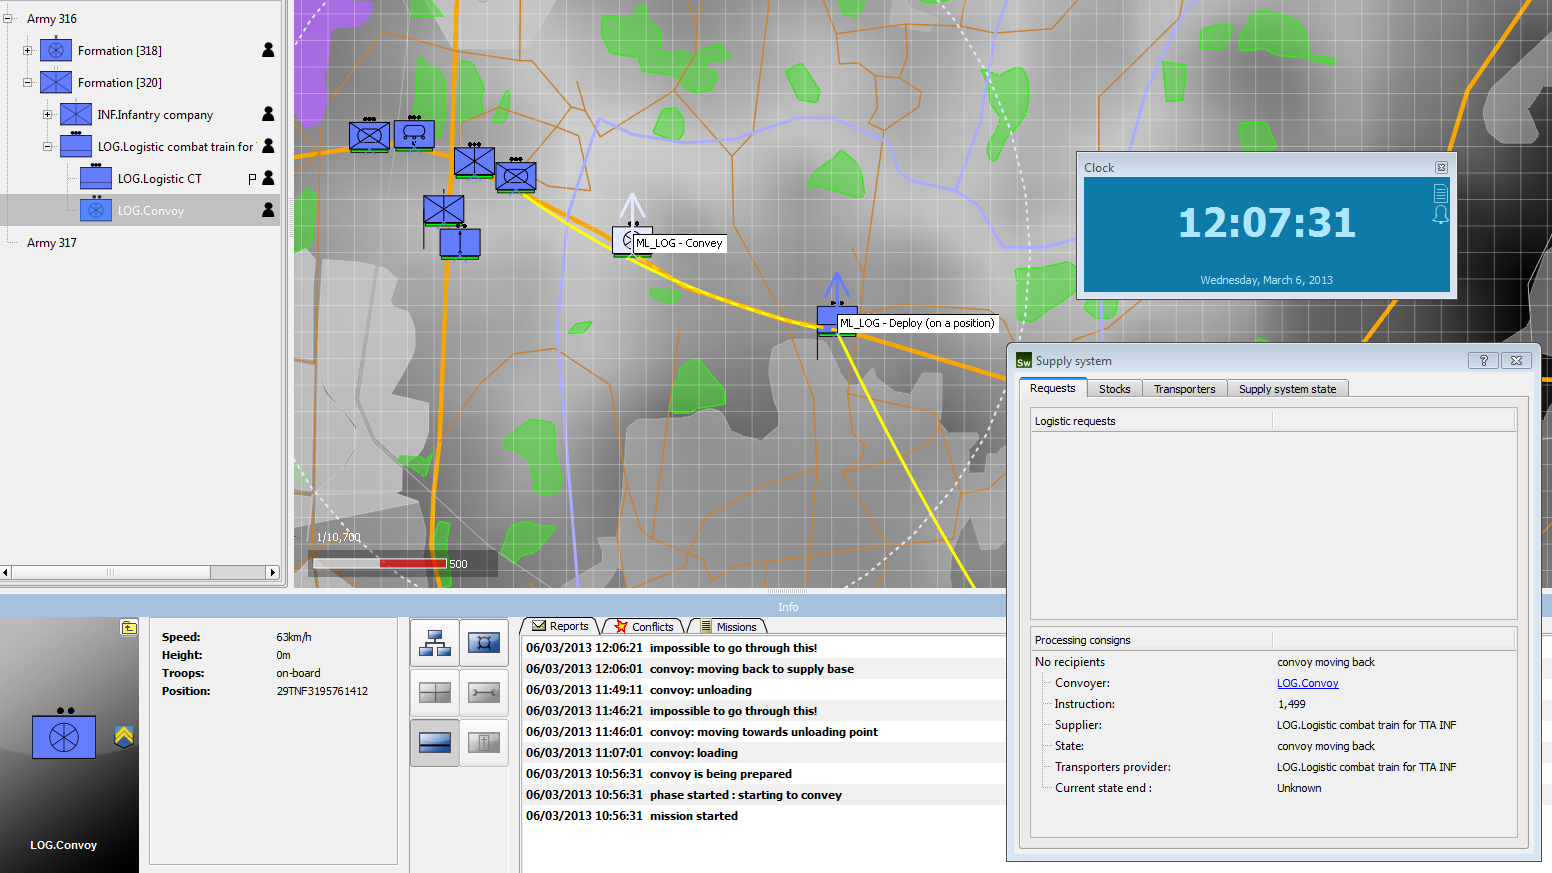 Army 316
Formation [318]
Formation [320]
INF.Infantry company
LOG.Logistic combat train for
LOG.Logistic CT
LOG.Convoy
Army 317
ML_LOG - Convey
ML_LOG - Deploy (on a position)
1/10,700
500
Clock
12:07:31
Wednesday, March 6, 2013
Sw Supply system
?
Requests Stocks Transporters Supply system state
Logistic requests
Processing consigns
No recipients convoy moving back
Convoyer: LOG.Convoy
Instruction: 1,499
Supplier: LOG.Logistic combat train for TTA INF
State: convoy moving back
Transporters provider: LOG.Logistic combat train for TTA INF
Current state end : Unknown
Info
LOG.Convoy
Speed: 63km/h
Height: 0m
Troops: on-board
Position: 29TNF3195761412
Reports Conflicts Missions
06/03/2013 12:06:21 impossible to go through this!
06/03/2013 12:06:01 convoy: moving back to supply base
06/03/2013 11:49:11 convoy: unloading
06/03/2013 11:46:21 impossible to go through this!
06/03/2013 11:46:01 convoy: moving towards unloading point
06/03/2013 11:07:01 convoy: loading
06/03/2013 10:56:31 convoy is being prepared
06/03/2013 10:56:31 phase started : starting to convey
06/03/2013 10:56:31 mission started